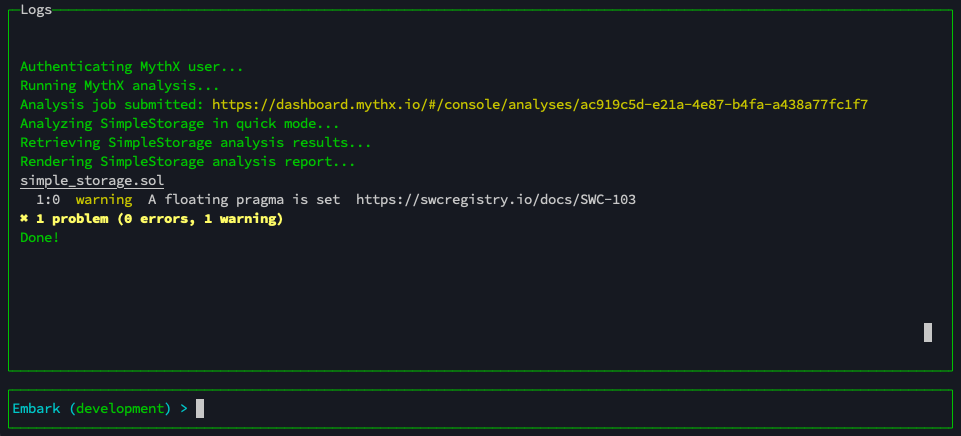 Logs
Authenticating MythX user...
Running MythX analysis...
Analysis job submitted: https://dashboard.mythx.io/#/console/analyses/ac919c5d-e21a-4e87-b4fa-a438a77fc1f7
Analyzing SimpleStorage in quick mode...
Retrieving SimpleStorage analysis results...
Rendering SimpleStorage analysis report...
simple_storage.sol
1:0 warning A floating pragma is set https://swcregistry.io/docs/SWC-103
✖ 1 problem (0 errors, 1 warning)
Done!
Embark (development) >